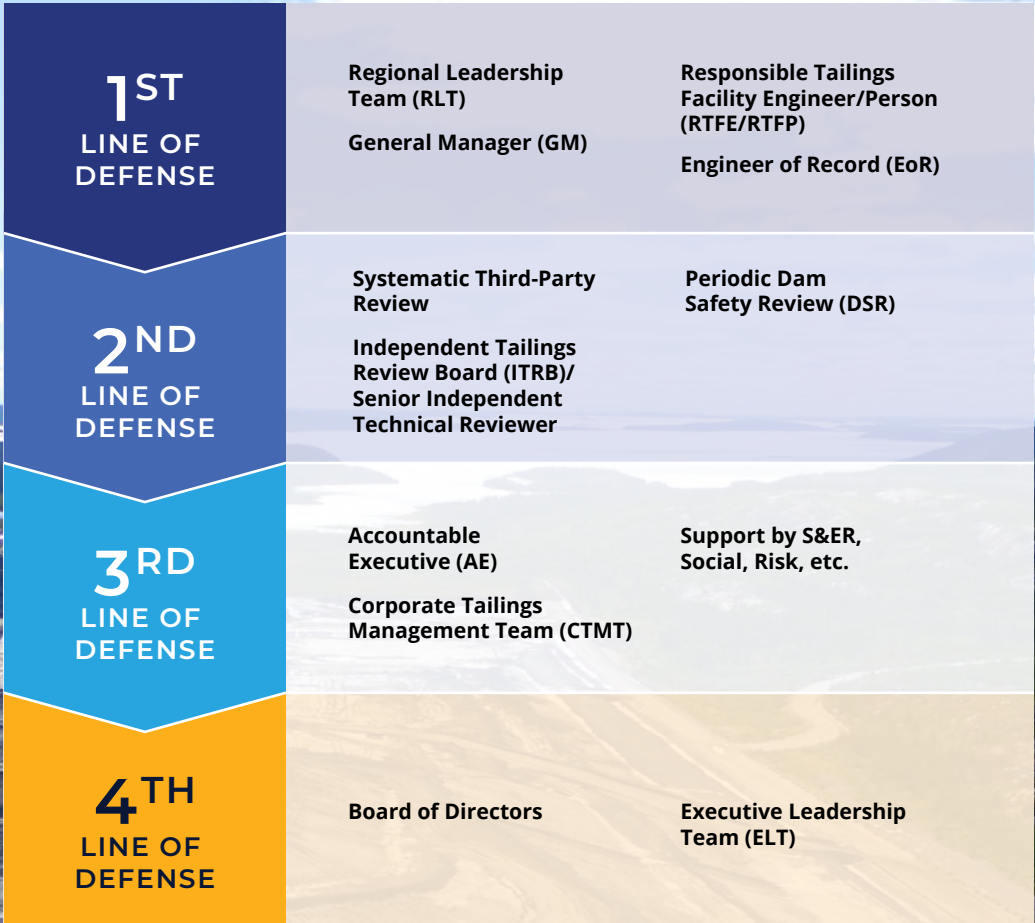 1ST
LINE OF
DEFENSE
Regional Leadership
Team (RLT)
General Manager (GM)
Responsible Tailings
Facility Engineer/Person
(RTFE/RTFP)
Engineer of Record (EoR)
2ND
LINE OF
DEFENSE
Systematic Third-Party
Review
Independent Tailings
Review Board (ITRB)/
Senior Independent
Technical Reviewer
Periodic Dam
Safety Review (DSR)
3RD
LINE OF
DEFENSE
Accountable
Executive (AE)
Corporate Tailings
Management Team (CTMT)
Support by S&ER,
Social, Risk, etc.
4TH
LINE OF
DEFENSE
Board of Directors
Executive Leadership
Team (ELT)